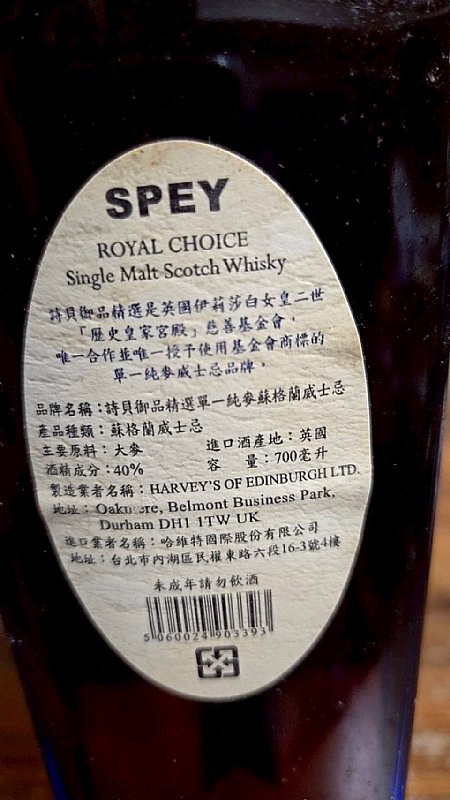 SPEY
ROYAL CHOICE
Single Malt Scotch Whisky
詩貝御品精選是英國伊莉莎白女皇二世
「歷史皇家宮殿」慈善基金會，
唯一合作並唯一授予使用基金會商標的
單一純麥威士忌品牌。
品牌名稱：詩貝御品精選單一純麥蘇格蘭威士忌
產品種類：蘇格蘭威士忌
主要原料：大麥 進口酒產地：英國
酒精成分：40% 容 量：700毫升
製造業者名稱：HARVEY'S OF EDINBURGH LTD.
地址： Belmont Business Park,
Durham DH1 1TW UK
進口業者名稱：哈維特國際股份有限公司
地址：台北市內湖區民權東路六段16-3號4樓
未成年請勿飲酒
5 060024 903393